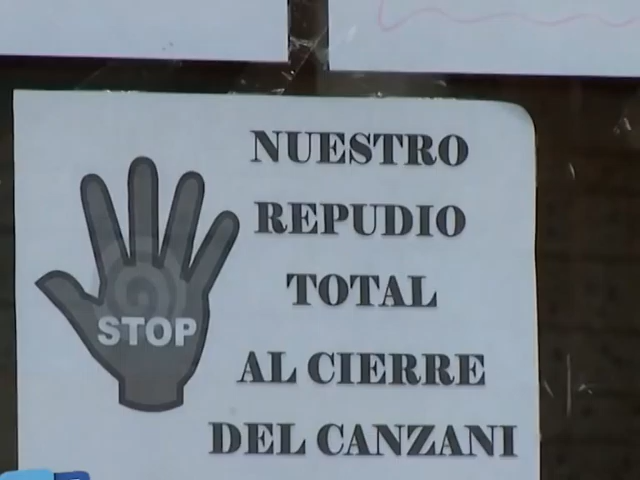 NUESTRO
REPUDIO
TOTAL
AL CIERRE
DEL CANZANI
STOP